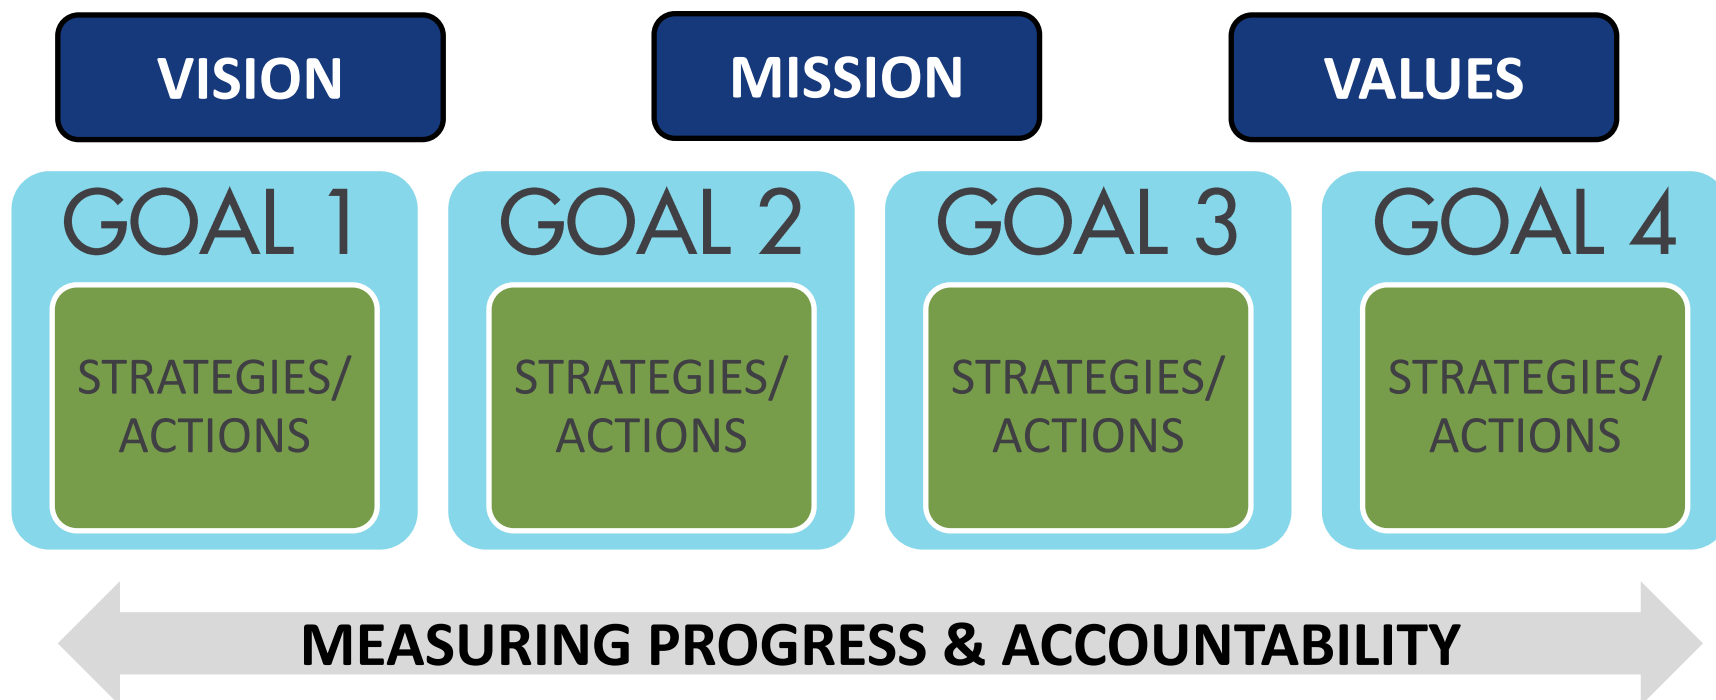 VISION
MISSION
VALUES
GOAL 1
GOAL 2
GOAL 3
GOAL 4
STRATEGIES/
ACTIONS
STRATEGIES/
ACTIONS
STRATEGIES/
ACTIONS
STRATEGIES/
ACTIONS
MEASURING PROGRESS & ACCOUNTABILITY